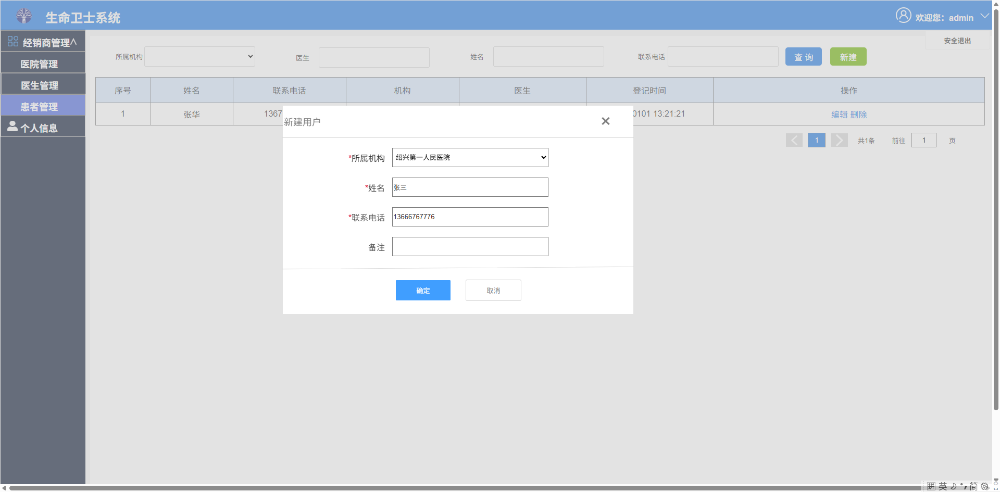 生命卫士系统
欢迎您：admin
安全退出
经销商管理
医院管理
医生管理
患者管理
个人信息
所属机构 医生 姓名 联系电话 查 询 新建
序号 姓名 联系电话 机构 医生 登记时间 操作
1 张华 1367 0101 13:21:21 编辑 删除
1 共1条 前往 1 页
新建用户
*所属机构 绍兴第一人民医院
*姓名 张三
*联系电话 13666767776
备注
确定 取消
拼 英 简